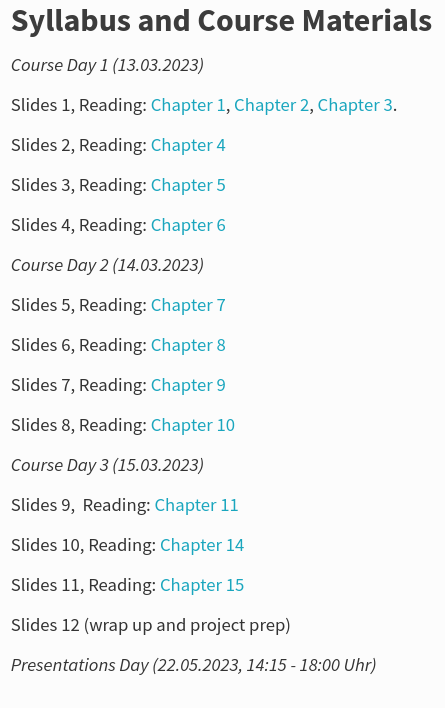 Syllabus and Course Materials
Course Day 1 (13.03.2023)
Slides 1, Reading: Chapter 1, Chapter 2, Chapter 3.
Slides 2, Reading: Chapter 4
Slides 3, Reading: Chapter 5
Slides 4, Reading: Chapter 6
Course Day 2 (14.03.2023)
Slides 5, Reading: Chapter 7
Slides 6, Reading: Chapter 8
Slides 7, Reading: Chapter 9
Slides 8, Reading: Chapter 10
Course Day 3 (15.03.2023)
Slides 9,  Reading: Chapter 11
Slides 10, Reading: Chapter 14
Slides 11, Reading: Chapter 15
Slides 12 (wrap up and project prep)
Presentations Day (22.05.2023, 14:15 - 18:00 Uhr)